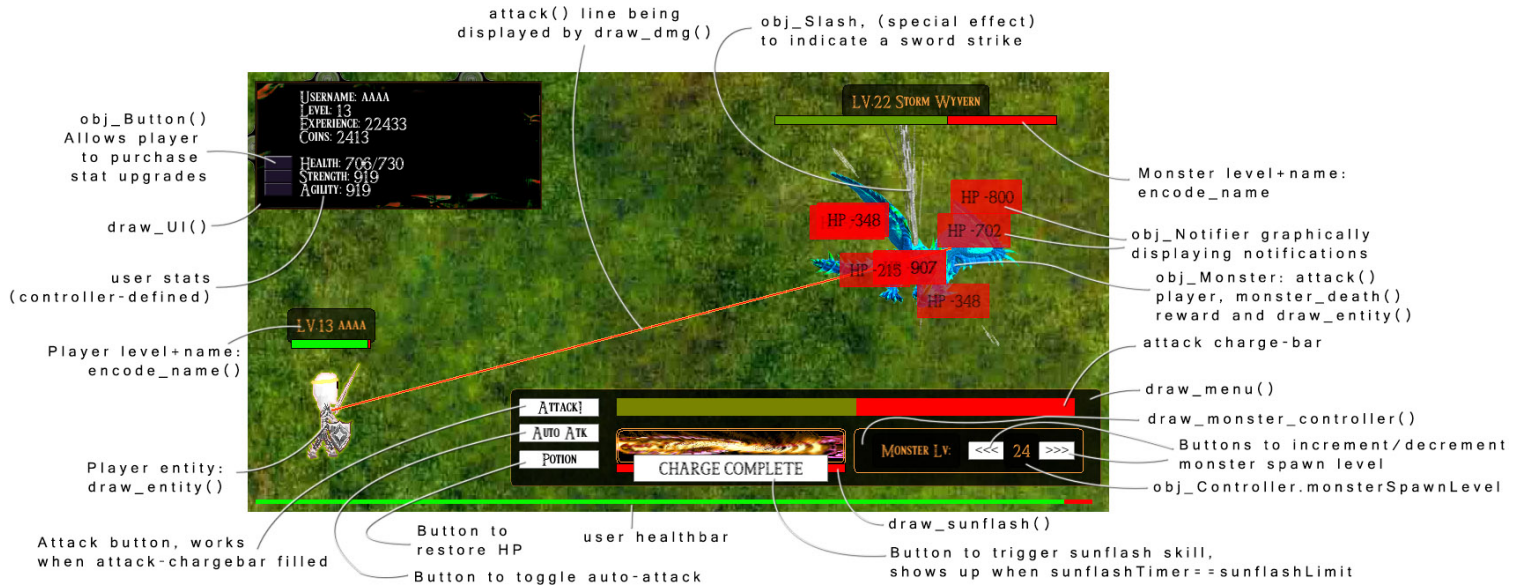 attack() line being
displayed by draw_dmg()
obj_Slash, (special effect)
to indicate a sword strike
obj_Button()
Allows player
to purchase
stat upgrades
draw_UI()
user stats
(controller-defined)
Player level+name:
encode_name()
Player entity:
draw_entity()
Attack button, works
when attack-chargebar filled
Button to
restore HP
Button to toggle auto-attack
user healthbar
Username: AAAA
Level: 13
Experience: 22433
Coins: 2413
Health: 706/730
Strength: 919
Agility: 919
LV.22 Storm Wyvern
HP -800
HP -348
HP -702
HP -215
907
HP -348
LV.13 AAAA
Attack!
Auto Atk
Potion
CHARGE COMPLETE
Monster Lv:
<<<
24
>>>
Monster level+name:
encode_name
obj_Notifier graphically
displaying notifications
obj_Monster: attack()
player, monster_death()
reward and draw_entity()
attack charge-bar
draw_menu()
draw_monster_controller()
Buttons to increment/decrement
monster spawn level
obj_Controller.monsterSpawnLevel
draw_sunflash()
Button to trigger sunflash skill,
shows up when sunflashTimer==sunflashLimit